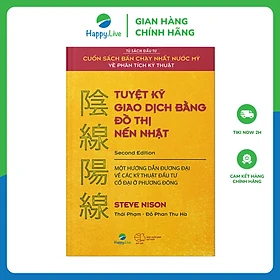 Happy.Live
GIAN HÀNG
CHÍNH HÃNG
TỦ SÁCH ĐẦU TƯ
CUỐN SÁCH BÁN CHẠY NHẤT NƯỚC MỸ
VỀ PHÂN TÍCH KỸ THUẬT
陰線陽線
TUYỆT KỸ
GIAO DỊCH BẰNG
ĐỒ THỊ
NẾN NHẬT
Second Edition
MỘT HƯỚNG DẪN ĐƯƠNG ĐẠI
VỀ CÁC KỸ THUẬT ĐẦU TƯ
CỔ ĐẠI Ở PHƯƠNG ĐÔNG
STEVE NISON
Thái Phạm - Đỗ Phan Thu Hà
Happy.Live
TIKI NOW 2H
CAM KẾT HÀNG
CHÍNH HÃNG